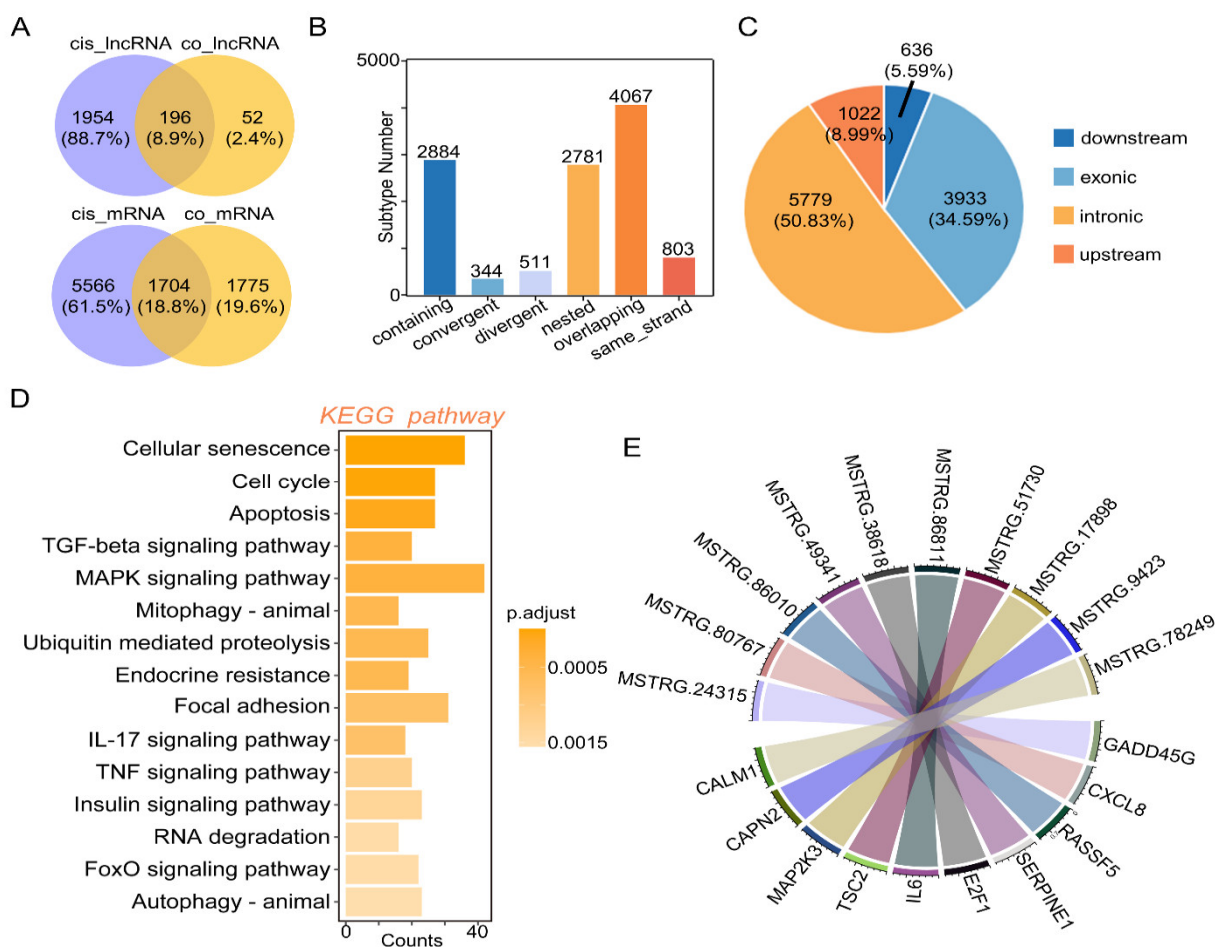 A
cis_lncRNA co_lncRNA
1954 196 52
(88.7%) (8.9%) (2.4%)
cis_mRNA co_mRNA
5566 1704 1775
(61.5%) (18.8%) (19.6%)
B
5000
0
Subtype Number
2884
344
511
2781
4067
803
containing
convergent
divergent
nested
overlapping
same_strand
C
636
(5.59%)
1022
(8.99%)
5779
(50.83%)
3933
(34.59%)
downstream
exonic
intronic
upstream
D
KEGG pathway
Cellular senescence
Cell cycle
Apoptosis
TGF-beta signaling pathway
MAPK signaling pathway
Mitophagy - animal
Ubiquitin mediated proteolysis
Endocrine resistance
Focal adhesion
IL-17 signaling pathway
TNF signaling pathway
Insulin signaling pathway
RNA degradation
FoxO signaling pathway
Autophagy - animal
0 40
Counts
p.adjust
0.0005
0.0015
E
MSTRG.24315
MSTRG.80767
MSTRG.86010
MSTRG.49341
MSTRG.38618
MSTRG.86811
MSTRG.51730
MSTRG.17898
MSTRG.9423
MSTRG.78249
GADD45G
CXCL8
RASSF5
SERPINE1
E2F1
IL6
TSC2
MAP2K3
CAPN2
CALM1